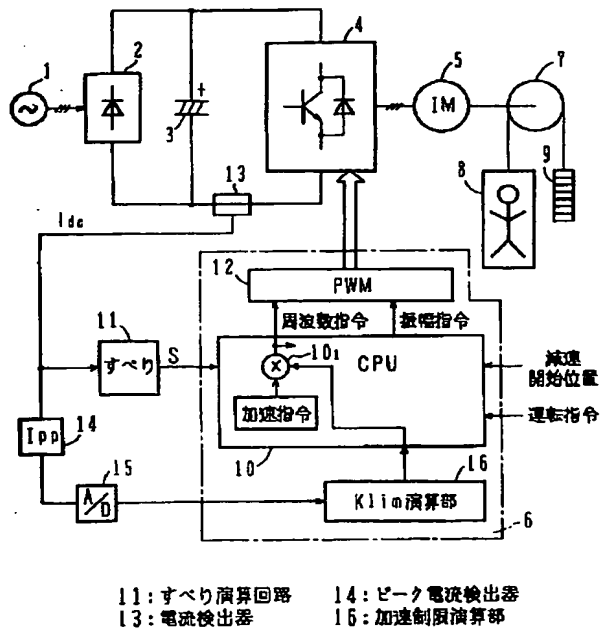 1
2
3
+
4
5
IM
7
8
9
13
Idc
12
PWM
周波数指令
振幅指令
11
すべり
S
CPU
×
10₁
加速指令
10
減速
開始位置
運転指令
Ipp
14
15
A/D
16
Klim演算部
6
11:すべり演算回路
14:ピーク電流検出器
13:電流検出器
16:加速制限演算部